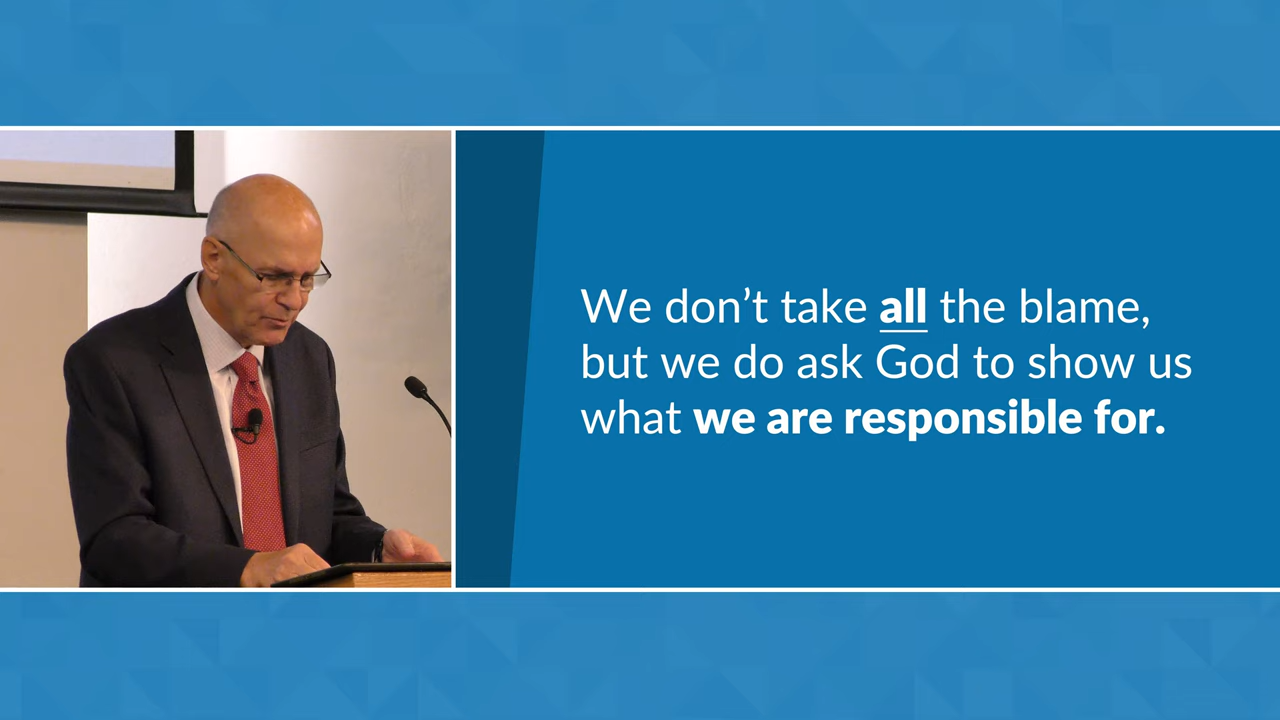 We don’t take all the blame,
but we do ask God to show us
what we are responsible for.